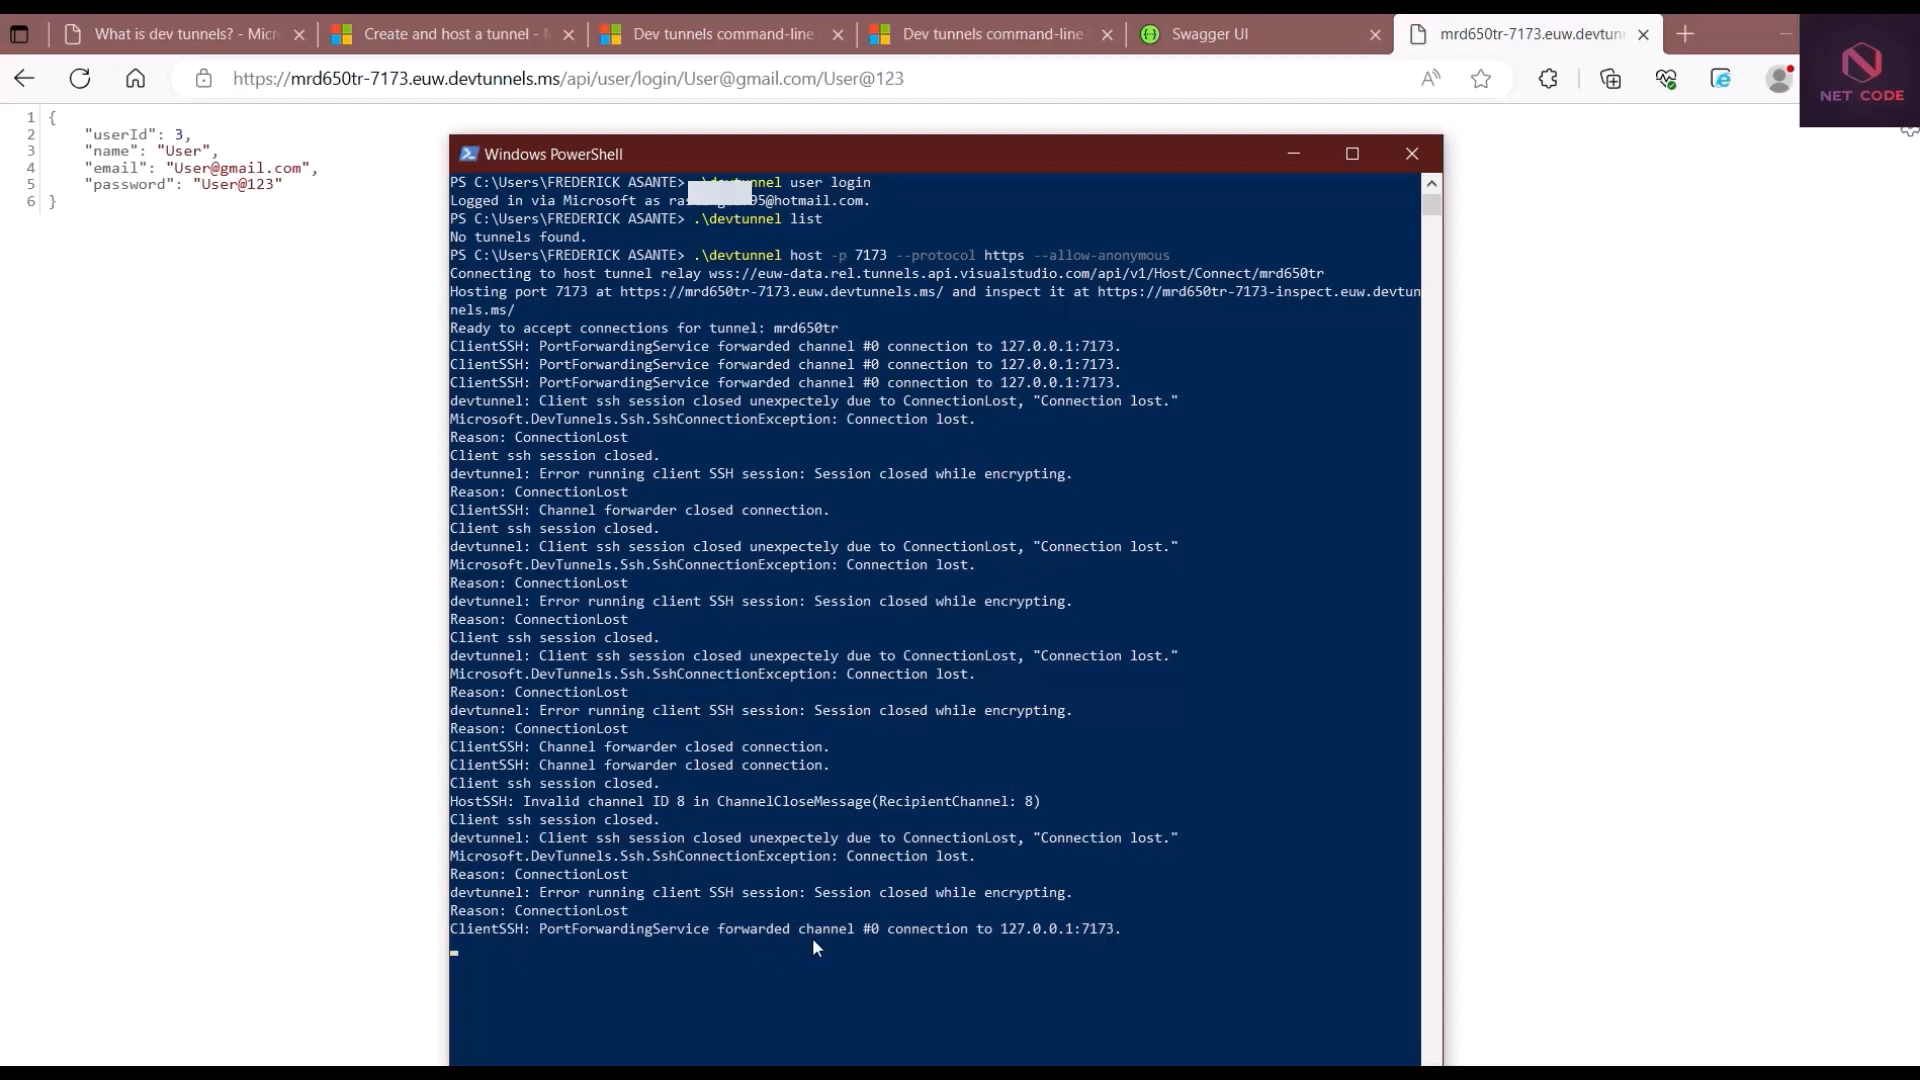 What is dev tunnels? - Micr
Create and host a tunnel -
Dev tunnels command-line
Dev tunnels command-line
Swagger UI
mrd650tr-7173.euw.devtun
https://mrd650tr-7173.euw.devtunnels.ms/api/user/login/User@gmail.com/User@123
NET CODE
1 {
2 "userId": 3,
3 "name": "User",
4 "email": "User@gmail.com",
5 "password": "User@123"
6 }
Windows PowerShell
PS C:\Users\FREDERICK ASANTE> .\devtunnel user login
Logged in via Microsoft as 95@hotmail.com.
PS C:\Users\FREDERICK ASANTE> .\devtunnel list
No tunnels found.
PS C:\Users\FREDERICK ASANTE> .\devtunnel host -p 7173 --protocol https --allow-anonymous
Connecting to host tunnel relay wss://euw-data.rel.tunnels.api.visualstudio.com/api/v1/Host/Connect/mrd650tr
Hosting port 7173 at https://mrd650tr-7173.euw.devtunnels.ms/ and inspect it at https://mrd650tr-7173-inspect.euw.devtun
nels.ms/
Ready to accept connections for tunnel: mrd650tr
ClientSSH: PortForwardingService forwarded channel #0 connection to 127.0.0.1:7173.
ClientSSH: PortForwardingService forwarded channel #0 connection to 127.0.0.1:7173.
ClientSSH: PortForwardingService forwarded channel #0 connection to 127.0.0.1:7173.
devtunnel: Client ssh session closed unexpectely due to ConnectionLost, "Connection lost."
Microsoft.DevTunnels.Ssh.SshConnectionException: Connection lost.
Reason: ConnectionLost
Client ssh session closed.
devtunnel: Error running client SSH session: Session closed while encrypting.
Reason: ConnectionLost
ClientSSH: Channel forwarder closed connection.
Client ssh session closed.
devtunnel: Client ssh session closed unexpectely due to ConnectionLost, "Connection lost."
Microsoft.DevTunnels.Ssh.SshConnectionException: Connection lost.
Reason: ConnectionLost
devtunnel: Error running client SSH session: Session closed while encrypting.
Reason: ConnectionLost
Client ssh session closed.
devtunnel: Client ssh session closed unexpectely due to ConnectionLost, "Connection lost."
Microsoft.DevTunnels.Ssh.SshConnectionException: Connection lost.
Reason: ConnectionLost
devtunnel: Error running client SSH session: Session closed while encrypting.
Reason: ConnectionLost
ClientSSH: Channel forwarder closed connection.
ClientSSH: Channel forwarder closed connection.
Client ssh session closed.
HostSSH: Invalid channel ID 8 in ChannelCloseMessage(RecipientChannel: 8)
Client ssh session closed.
devtunnel: Client ssh session closed unexpectely due to ConnectionLost, "Connection lost."
Microsoft.DevTunnels.Ssh.SshConnectionException: Connection lost.
Reason: ConnectionLost
devtunnel: Error running client SSH session: Session closed while encrypting.
Reason: ConnectionLost
ClientSSH: PortForwardingService forwarded channel #0 connection to 127.0.0.1:7173.